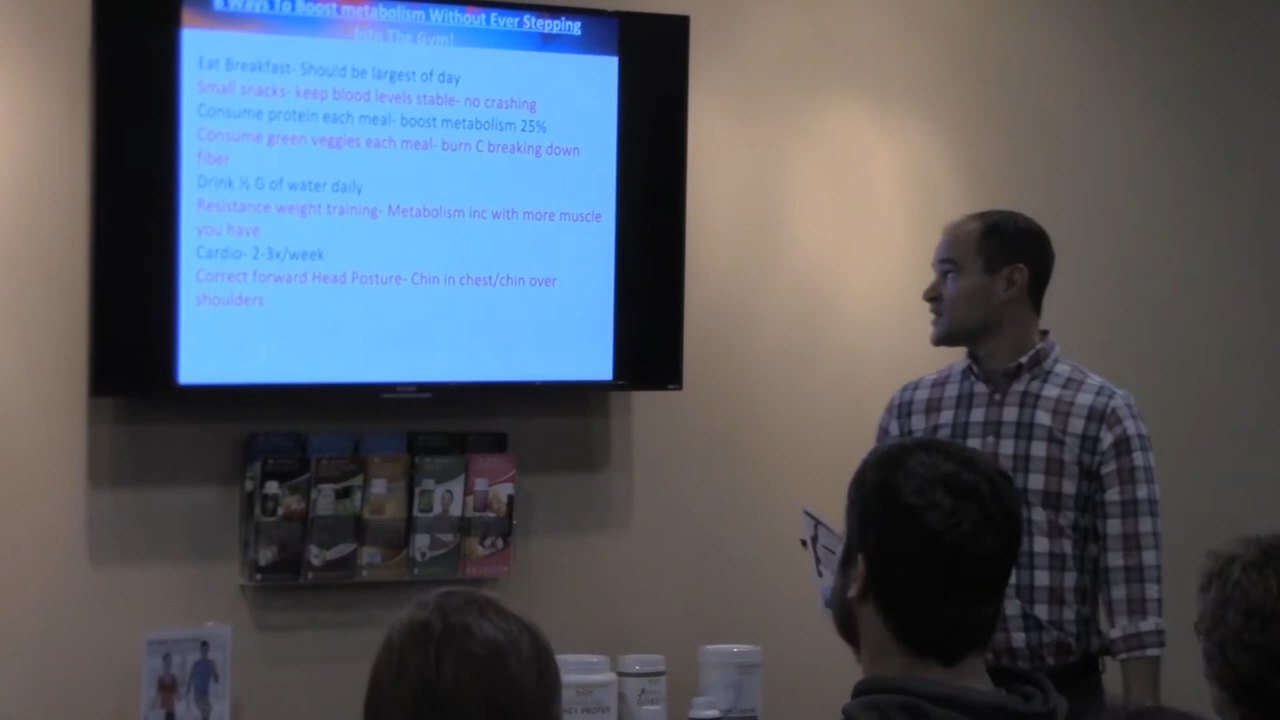 8 Ways To Boost metabolism Without Ever Stepping
Into The Gym!
Eat Breakfast- Should be largest of day
Small snacks- keep blood levels stable- no crashing
Consume protein each meal- boost metabolism 25%
Consume green veggies each meal- burn C breaking down
fiber
Drink ½ G of water daily
Resistance weight training- Metabolism inc with more muscle
you have
Cardio- 2-3x/week
Correct forward Head Posture- Chin in chest/chin over
shoulders